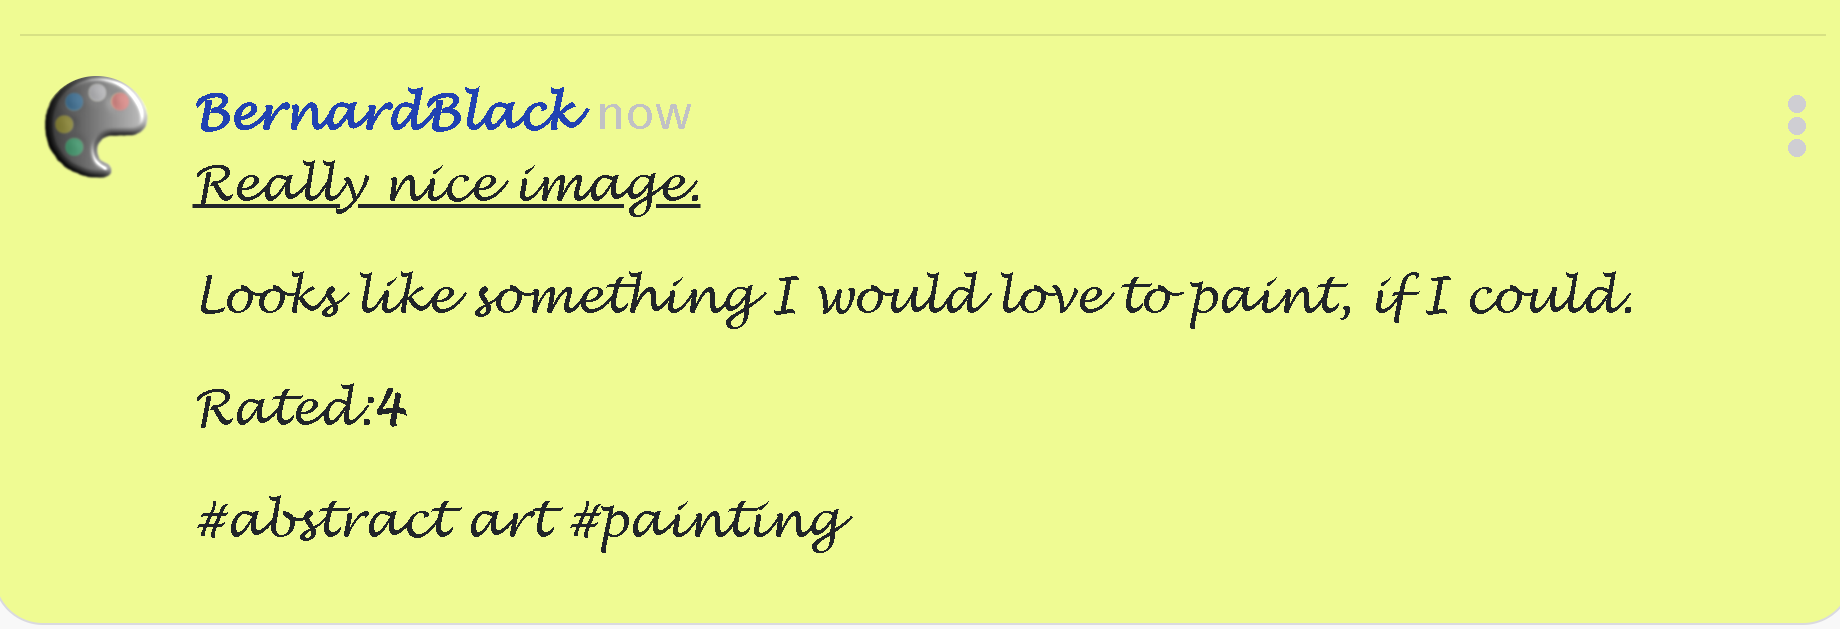 BernardBlack now
Really nice image.
Looks like something I would love to paint, if I could.
Rated:4
#abstract art #painting